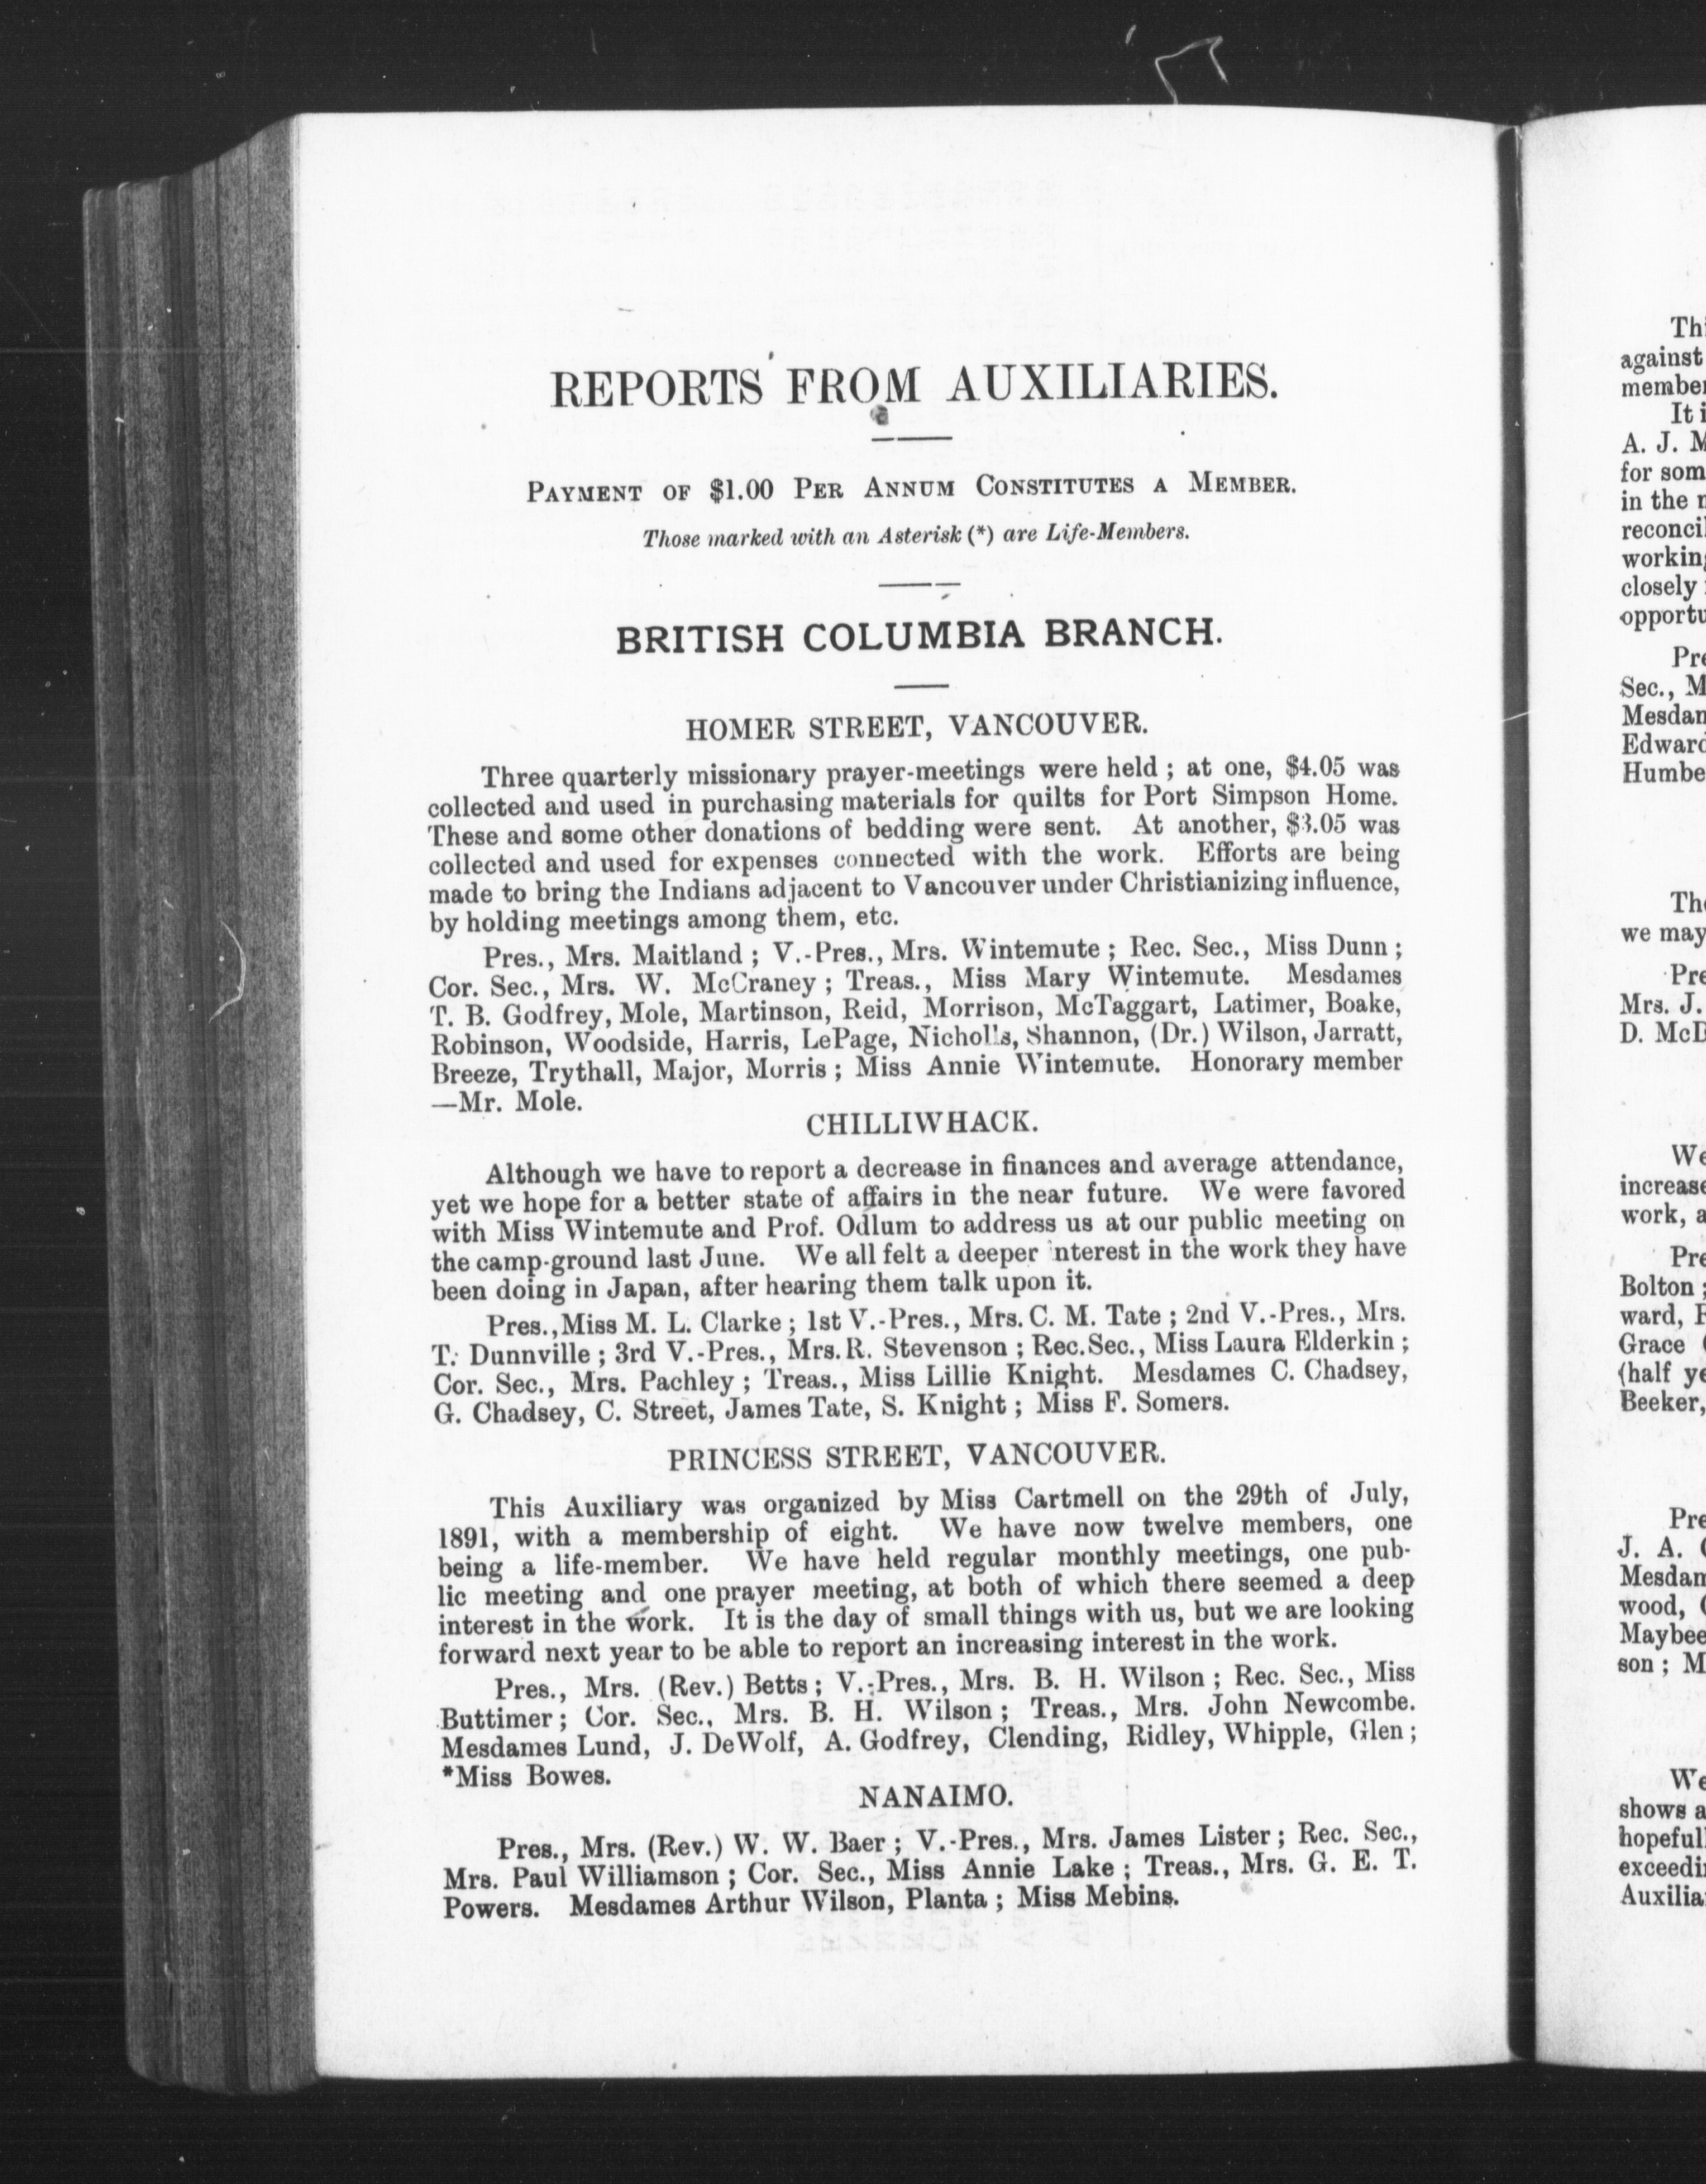 REPORTS FROM AUXILIARIES.
PAYMENT OF $1.00 PER ANNUM CONSTITUTES A MEMBER.
Those marked with an Asterisk (*) are Life-Members.
BRITISH COLUMBIA BRANCH.
HOMER STREET, VANCOUVER.
Three quarterly missionary prayer-meetings were held ; at one, $4.05 was
collected and used in purchasing materials for quilts for Port Simpson Home.
These and some other donations of bedding were sent. At another, $3.05 was
collected and used for expenses connected with the work. Efforts are being
made to bring the Indians adjacent to Vancouver under Christianizing influence,
by holding meetings among them, etc.
Pres., Mrs. Maitland ; V.-Pres., Mrs. Wintemute ; Rec. Sec., Miss Dunn ;
Cor. Sec., Mrs. W. McCraney ; Treas., Miss Mary Wintemute. Mesdames
T. B. Godfrey, Mole, Martinson, Reid, Morrison, McTaggart, Latimer, Boake,
Robinson, Woodside, Harris, LePage, Nicholls, Shannon, (Dr.) Wilson, Jarratt,
Breeze, Trythall, Major, Morris ; Miss Annie Wintemute. Honorary member
—Mr. Mole.
CHILLIWHACK.
Although we have to report a decrease in finances and average attendance,
yet we hope for a better state of affairs in the near future. We were favored
with Miss Wintemute and Prof. Odlum to address us at our public meeting on
the camp-ground last June. We all felt a deeper interest in the work they have
been doing in Japan, after hearing them talk upon it.
Pres., Miss M. L. Clarke ; 1st V.-Pres., Mrs. C. M. Tate ; 2nd V.-Pres., Mrs.
T. Dunnville ; 3rd V.-Pres., Mrs. R. Stevenson ; Rec. Sec., Miss Laura Elderkin ;
Cor. Sec., Mrs. Pachley ; Treas., Miss Lillie Knight. Mesdames C. Chadsey,
G. Chadsey, C. Street, James Tate, S. Knight ; Miss F. Somers.
PRINCESS STREET, VANCOUVER.
This Auxiliary was organized by Miss Cartmell on the 29th of July,
1891, with a membership of eight. We have now twelve members, one
being a life-member. We have held regular monthly meetings, one pub-
lic meeting and one prayer meeting, at both of which there seemed a deep
interest in the work. It is the day of small things with us, but we are looking
forward next year to be able to report an increasing interest in the work.
Pres., Mrs. (Rev.) Betts ; V.-Pres., Mrs. B. H. Wilson ; Rec. Sec., Miss
Buttimer ; Cor. Sec., Mrs. B. H. Wilson ; Treas., Mrs. John Newcombe.
Mesdames Lund, J. DeWolf, A. Godfrey, Clending, Ridley, Whipple, Glen ;
*Miss Bowes.
NANAIMO.
Pres., Mrs. (Rev.) W. W. Baer ; V.-Pres., Mrs. James Lister ; Rec. Sec.,
Mrs. Paul Williamson ; Cor. Sec., Miss Annie Lake ; Treas., Mrs. G. E. T.
Powers. Mesdames Arthur Wilson, Planta ; Miss Mebins.
against
It
A. J.
for
in the
closely
Sec.,
we may
Mrs. J.
D.
We
work,
Bolton ;
Grace
(half
Beeker,
J. A.
son ;
We
shows a